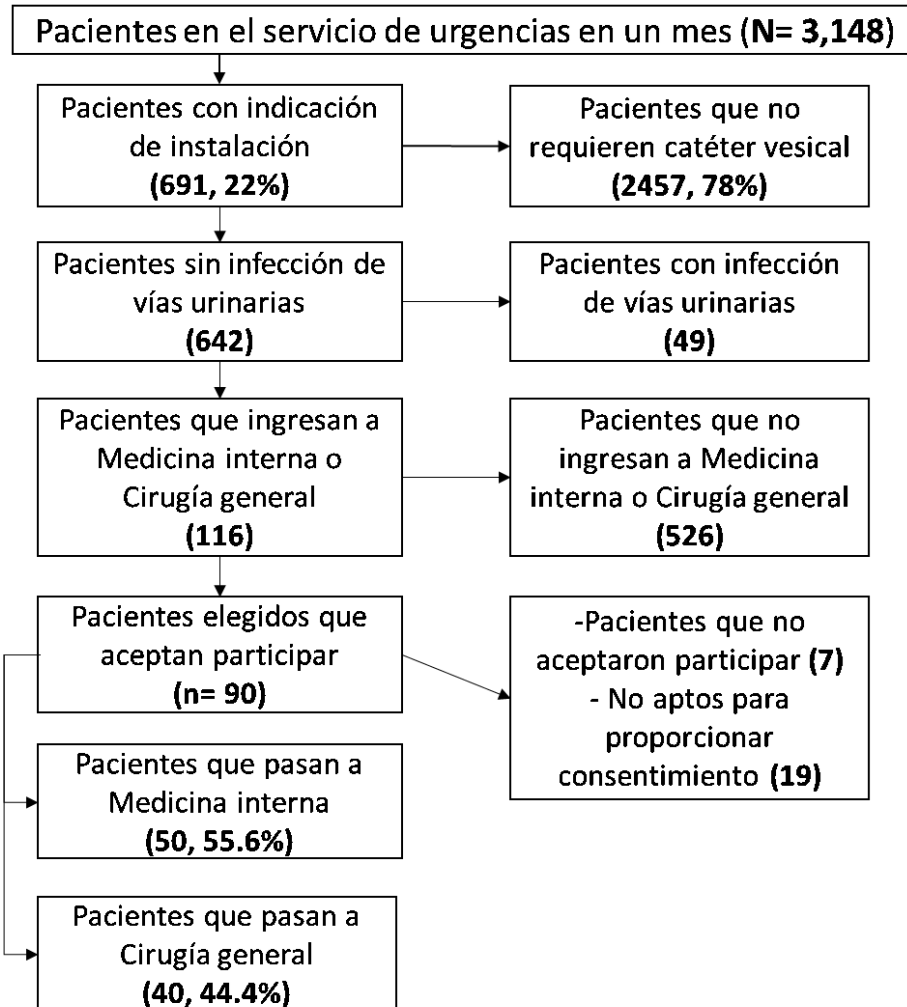 Pacientes en el servicio de urgencias en un mes (N= 3,148)
Pacientes con indicación
de instalación
(691, 22%)
Pacientes que no
requieren catéter vesical
(2457, 78%)
Pacientes sin infección de
vías urinarias
(642)
Pacientes con infección
de vías urinarias
(49)
Pacientes que ingresan a
Medicina interna o
Cirugía general
(116)
Pacientes que no
ingresan a Medicina
interna o Cirugía general
(526)
Pacientes elegidos que
aceptan participar
(n= 90)
-Pacientes que no
aceptaron participar (7)
- No aptos para
proporcionar
consentimiento (19)
Pacientes que pasan a
Medicina interna
(50, 55.6%)
Pacientes que pasan a
Cirugía general
(40, 44.4%)